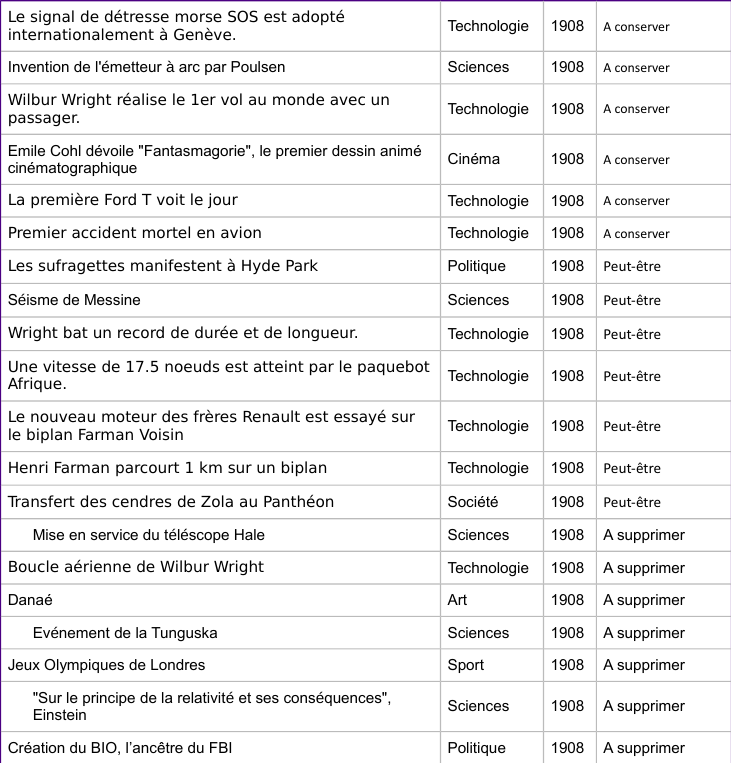 Le signal de détresse morse SOS est adopté
internationalement à Genève. Technologie 1908 A conserver
Invention de l'émetteur à arc par Poulsen Sciences 1908 A conserver
Wilbur Wright réalise le 1er vol au monde avec un
passager. Technologie 1908 A conserver
Emile Cohl dévoile "Fantasmagorie", le premier dessin animé
cinématographique Cinéma 1908 A conserver
La première Ford T voit le jour Technologie 1908 A conserver
Premier accident mortel en avion Technologie 1908 A conserver
Les sufragettes manifestent à Hyde Park Politique 1908 Peut-être
Séisme de Messine Sciences 1908 Peut-être
Wright bat un record de durée et de longueur. Technologie 1908 Peut-être
Une vitesse de 17.5 noeuds est atteint par le paquebot
Afrique. Technologie 1908 Peut-être
Le nouveau moteur des frères Renault est essayé sur
le biplan Farman Voisin Technologie 1908 Peut-être
Henri Farman parcourt 1 km sur un biplan Technologie 1908 Peut-être
Transfert des cendres de Zola au Panthéon Société 1908 Peut-être
Mise en service du téléscope Hale Sciences 1908 A supprimer
Boucle aérienne de Wilbur Wright Technologie 1908 A supprimer
Danaé Art 1908 A supprimer
Evénement de la Tunguska Sciences 1908 A supprimer
Jeux Olympiques de Londres Sport 1908 A supprimer
"Sur le principe de la relativité et ses conséquences",
Einstein Sciences 1908 A supprimer
Création du BIO, l’ancêtre du FBI Politique 1908 A supprimer